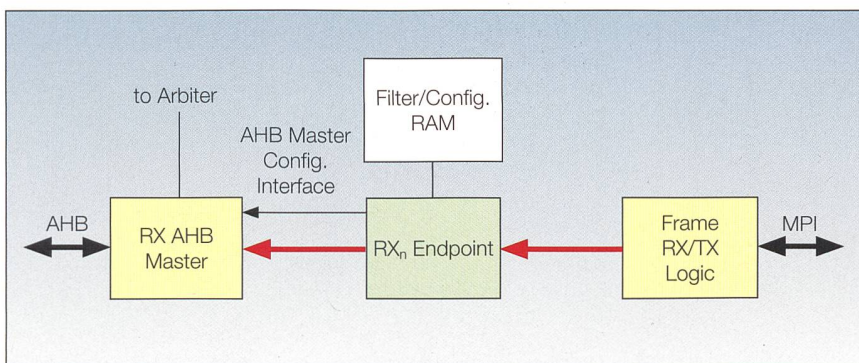 to Arbiter
Filter/Config.
RAM
AHB Master
Config.
Interface
AHB
RX AHB
Master
RXₙ Endpoint
Frame
RX/TX
Logic
MPI